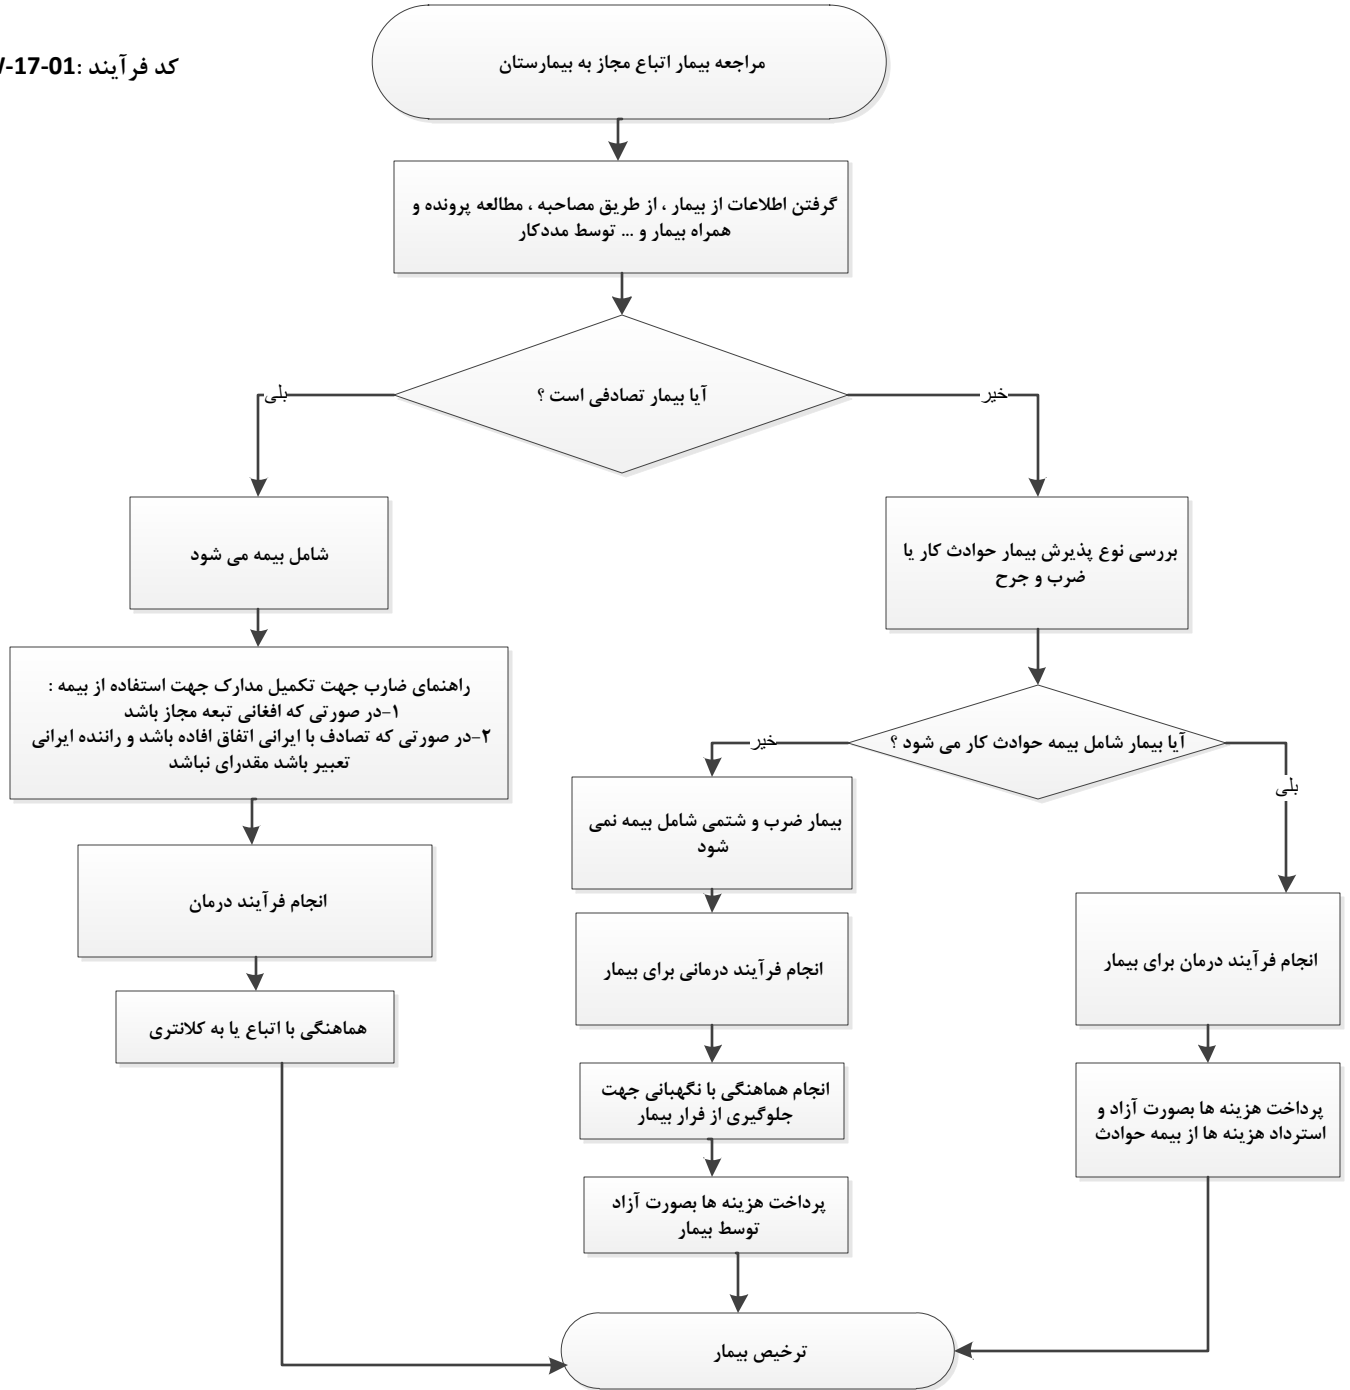 کد فرآیند :17-01-
مراجعه بیمار اتباع مجاز به بیمارستان
گرفتن اطلاعات از بیمار ، از طریق مصاحبه ، مطالعه پرونده و
همراه بیمار و ... توسط مددکار
آیا بیمار تصادفی است ؟
خیر
بلی
بررسی نوع پذیرش بیمار حوادث کار یا
ضرب و جرح
شامل بیمه می شود
راهنمای ضارب جهت تکمیل مدارک جهت استفاده از بیمه :
۱-در صورتی که افغانی تبعه مجاز باشد
۲-در صورتی که تصادف با ایرانی اتفاق افاده باشد و راننده ایرانی
تعبیر باشد مقدرای نباشد
آیا بیمار شامل بیمه حوادث کار می شود ؟
خیر
بلی
بیمار ضرب و شتمی شامل بیمه نمی
شود
انجام فرآیند درمان
انجام فرآیند درمان برای بیمار
انجام فرآیند درمانی برای بیمار
هماهنگی با اتباع یا به کلانتری
پرداخت هزینه ها بصورت آزاد و
استرداد هزینه ها از بیمه حوادث
انجام هماهنگی با نگهبانی جهت
جلوگیری از فرار بیمار
پرداخت هزینه ها بصورت آزاد
توسط بیمار
ترخیص بیمار